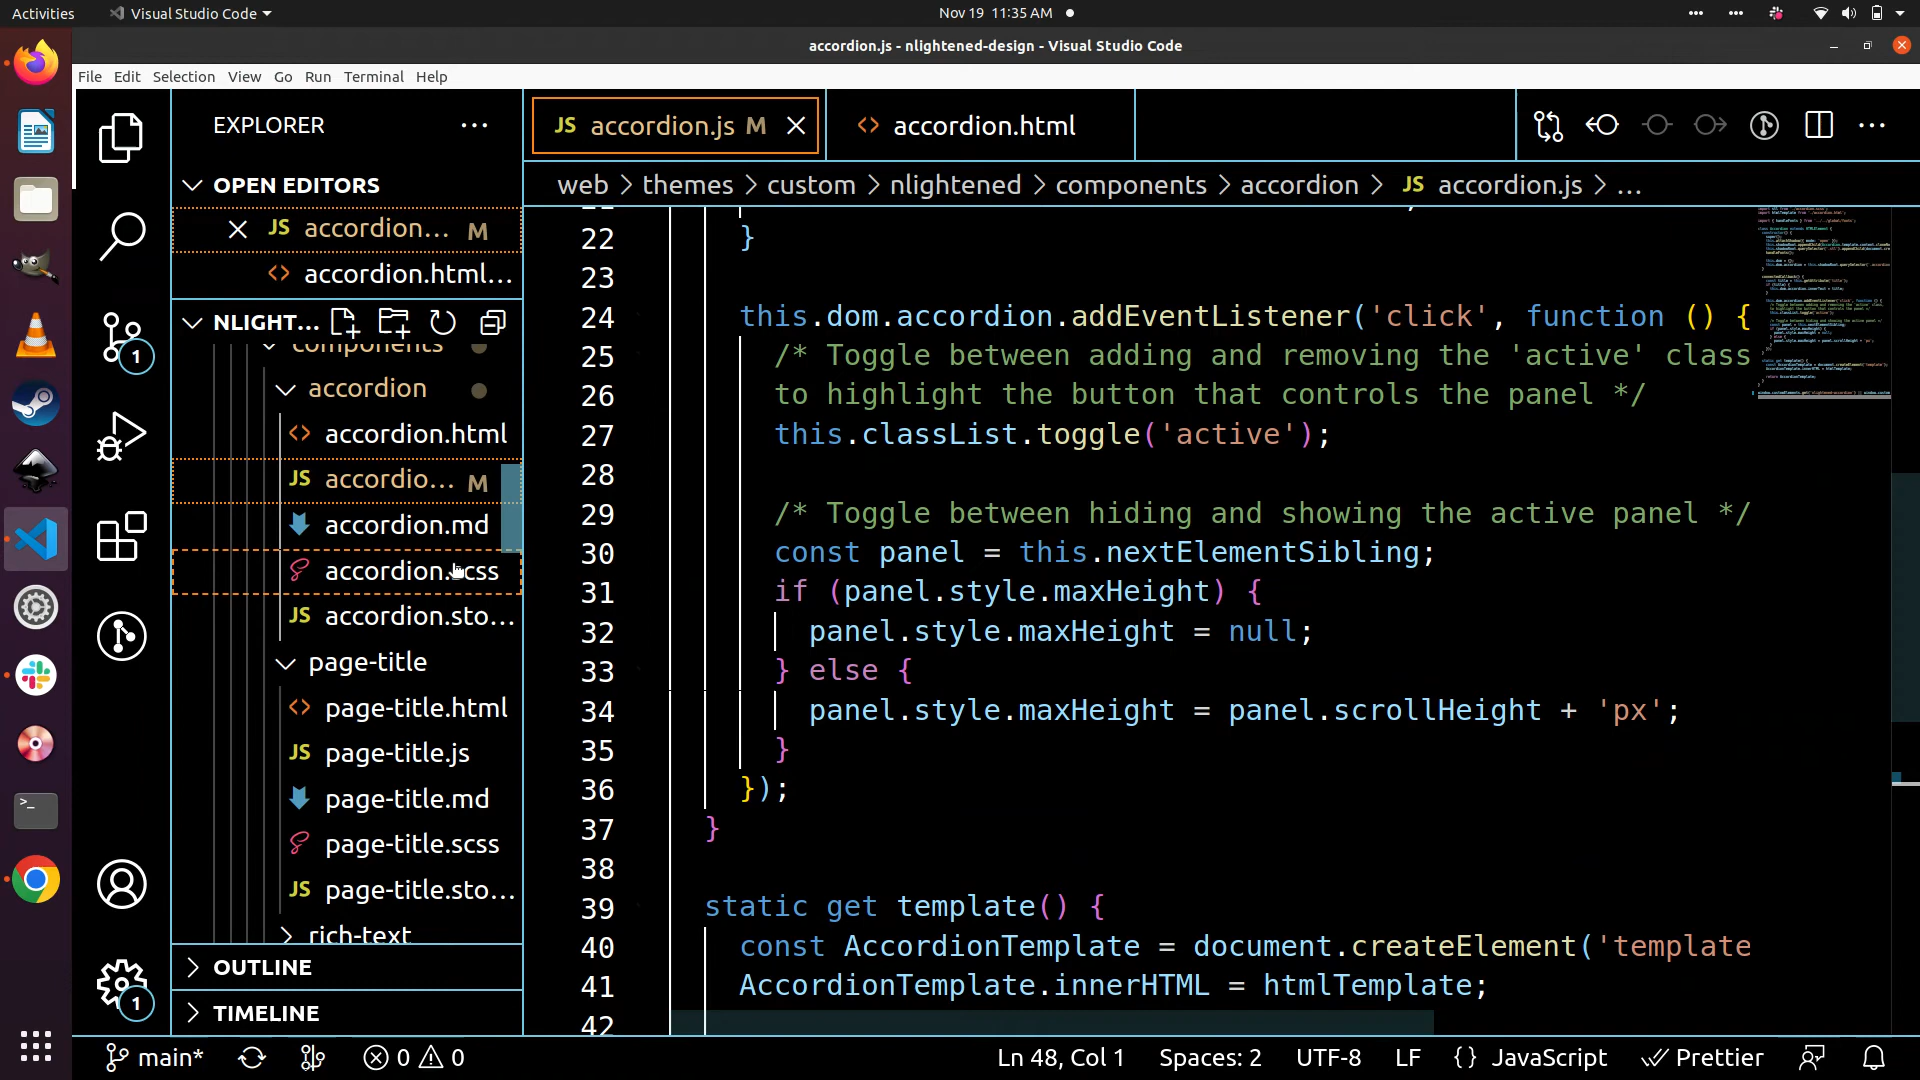 Activities
Visual Studio Code
Nov 19 11:35 AM
accordion.js - nlightened-design - Visual Studio Code
File Edit Selection View Go Run Terminal Help
EXPLORER
JS accordion.js M
accordion.html
OPEN EDITORS
JS accordion... M
accordion.html...
NLIGHT...
components
accordion
accordion.html
JS accordio... M
accordion.md
accordion.scss
JS accordion.sto...
page-title
page-title.html
JS page-title.js
page-title.md
page-title.scss
JS page-title.sto...
rich-text
OUTLINE
TIMELINE
1
1
web > themes > custom > nlightened > components > accordion > JS accordion.js > ...
22 }
23
24 this.dom.accordion.addEventListener('click', function () {
25 /* Toggle between adding and removing the 'active' class
26 to highlight the button that controls the panel */
27 this.classList.toggle('active');
28
29 /* Toggle between hiding and showing the active panel */
30 const panel = this.nextElementSibling;
31 if (panel.style.maxHeight) {
32 panel.style.maxHeight = null;
33 } else {
34 panel.style.maxHeight = panel.scrollHeight + 'px';
35 }
36 });
37 }
38
39 static get template() {
40 const AccordionTemplate = document.createElement('template
41 AccordionTemplate.innerHTML = htmlTemplate;
42
main* 0 0 Ln 48, Col 1 Spaces: 2 UTF-8 LF {} JavaScript Prettier